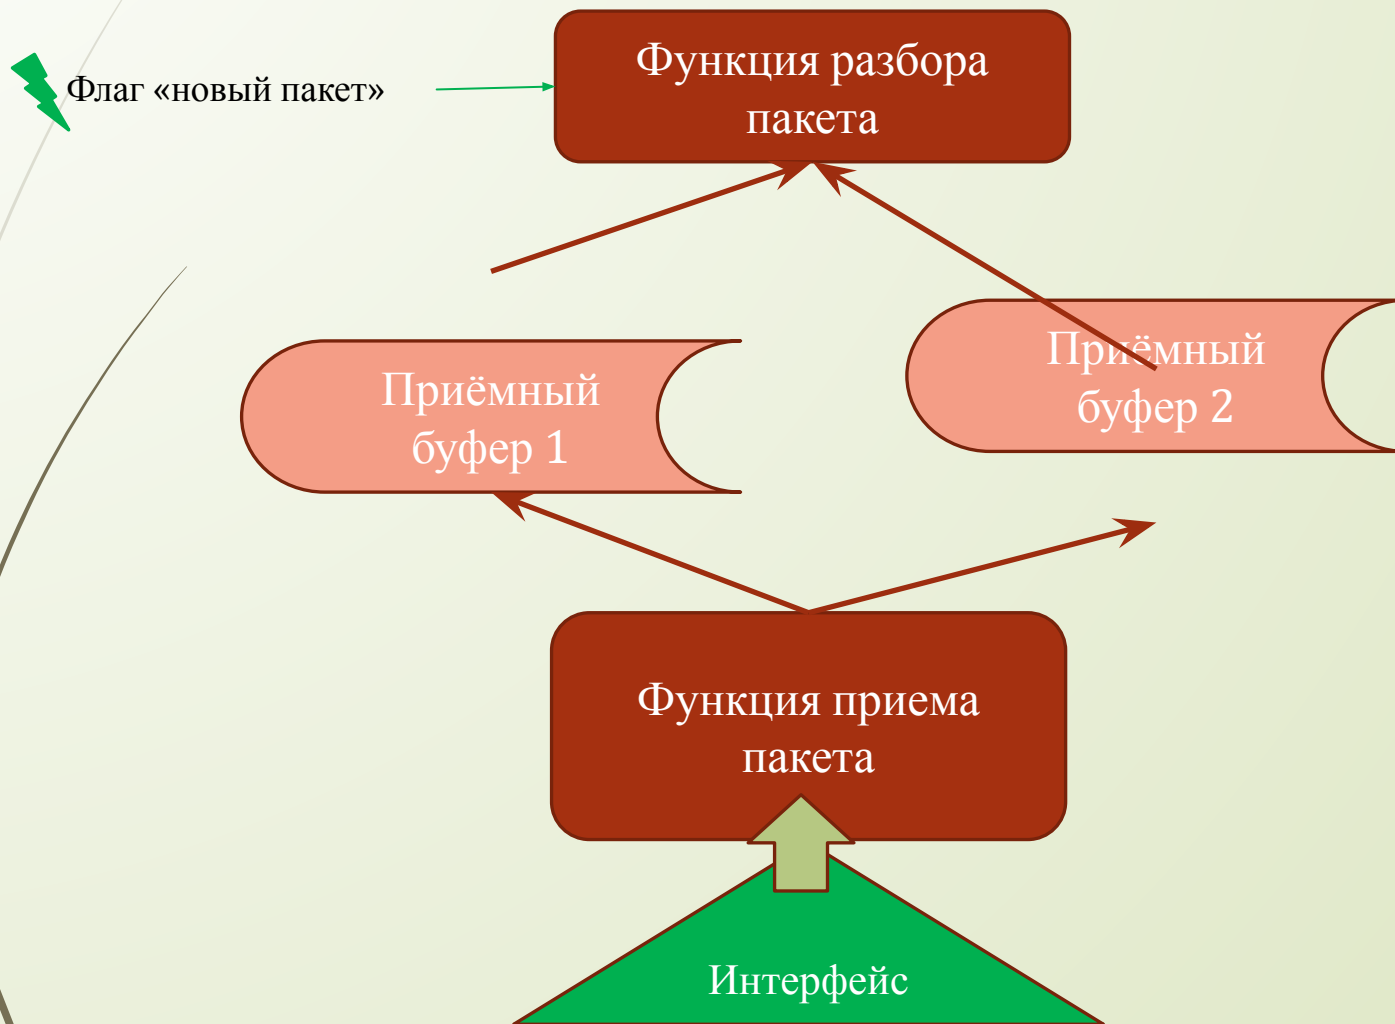 Функция разбора
пакета
Флаг «новый пакет»
Приёмный
буфер 1
Приёмный
буфер 2
Функция приема
пакета
Интерфейс